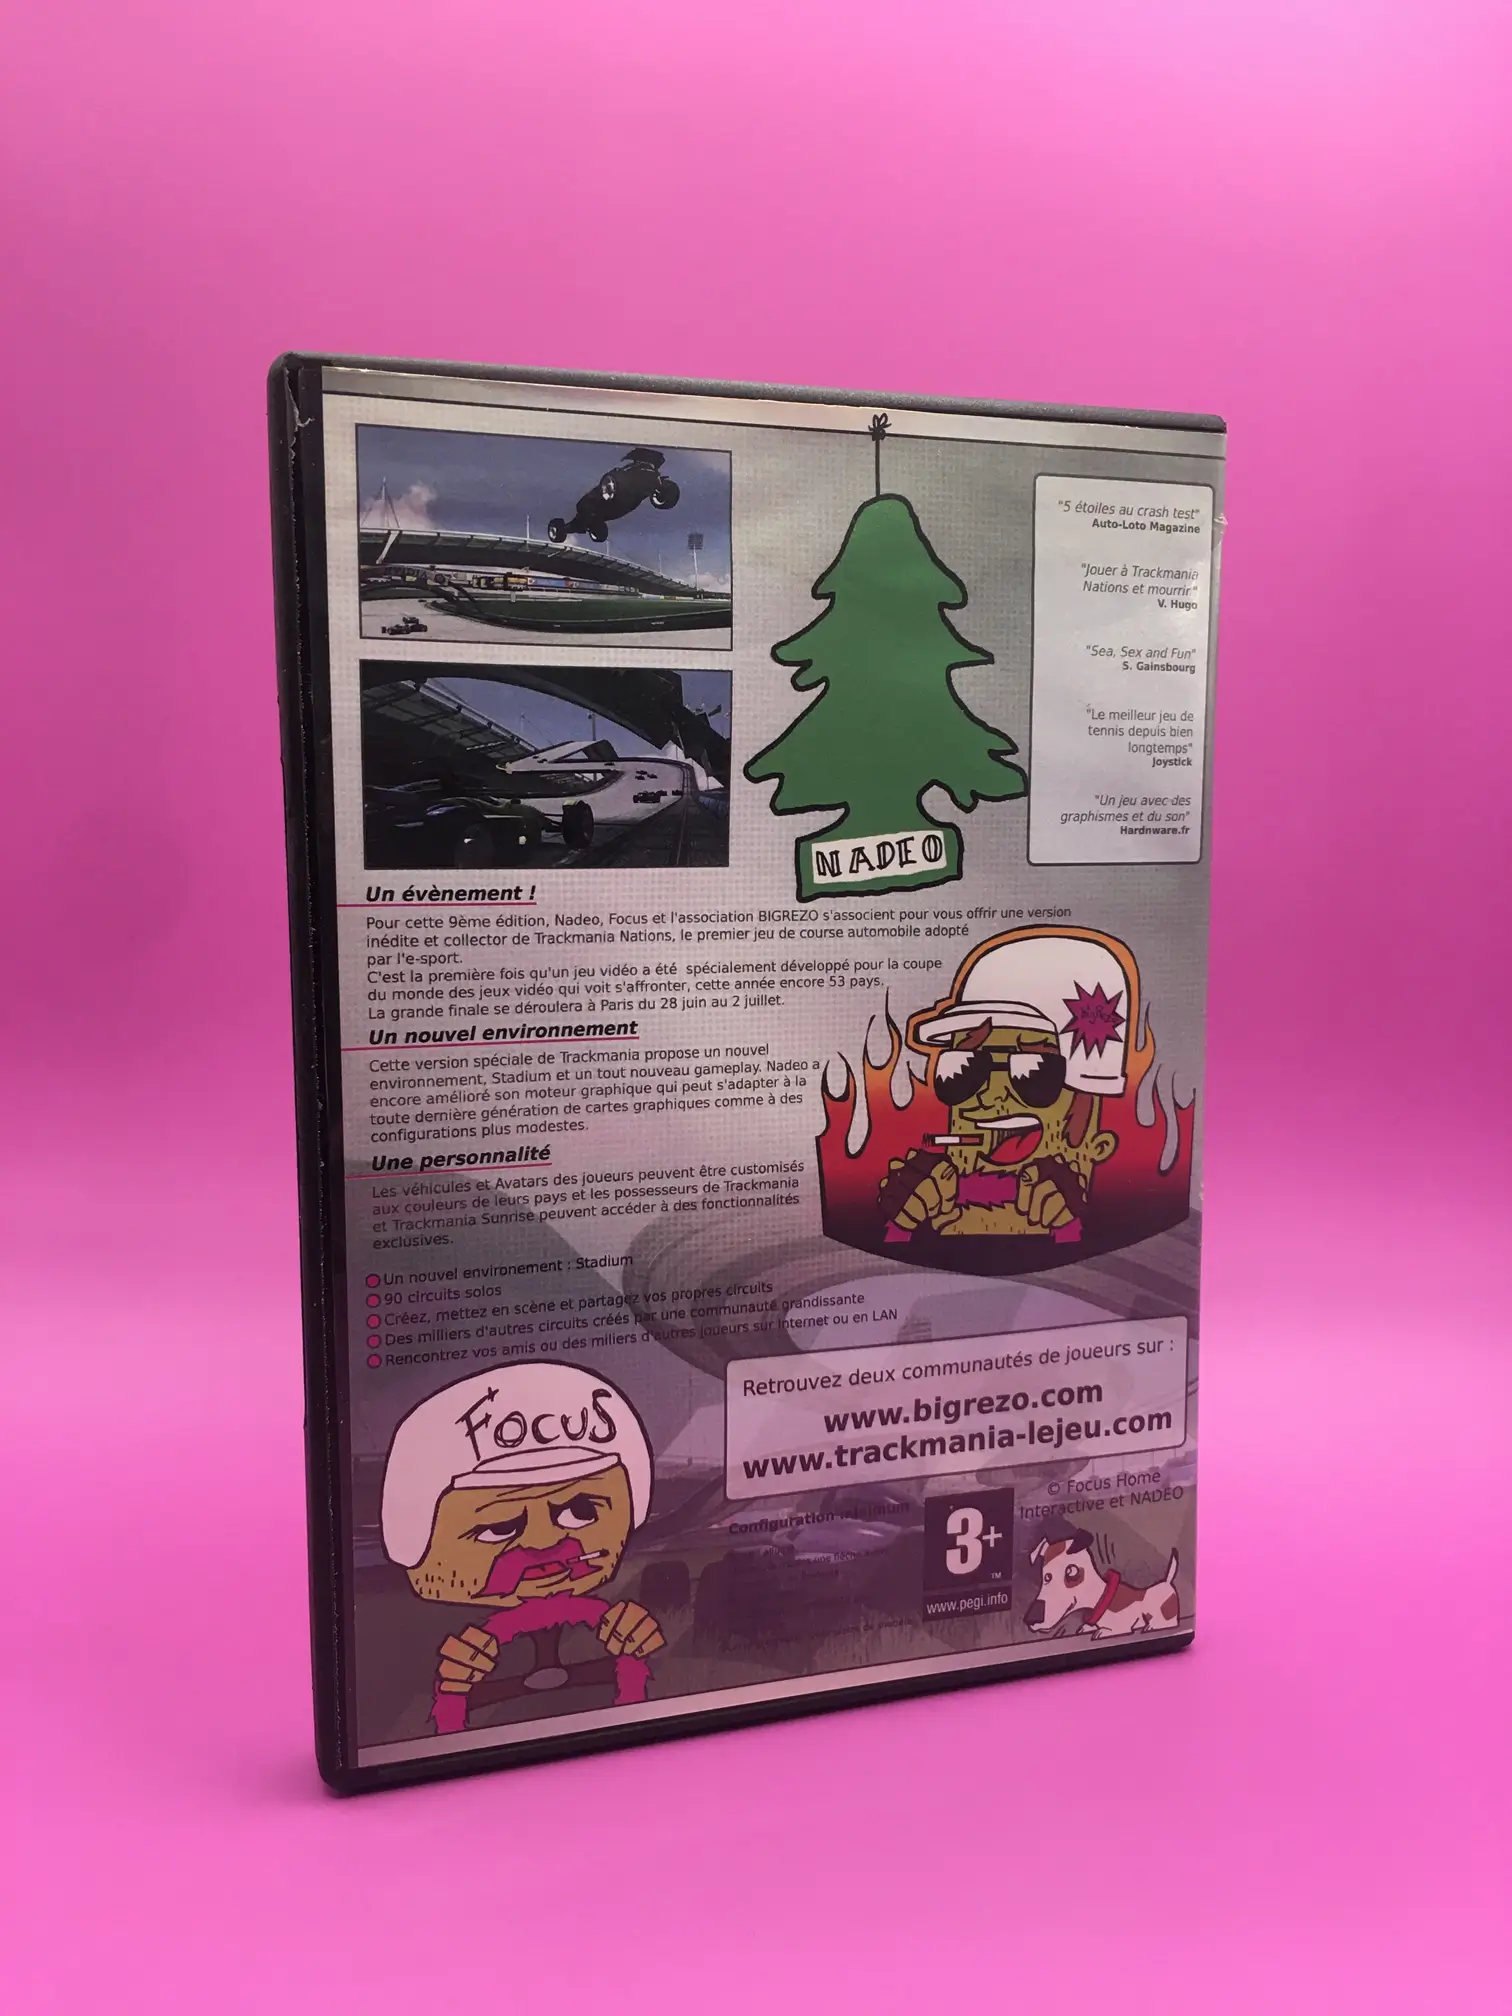 "5 étoiles au crash test"
Auto-Loto Magazine
"Jouer à Trackmania
Nations et mourrir"
V. Hugo
"Sea, Sex and Fun"
S. Gainsbourg
"Le meilleur jeu de
tennis depuis bien
longtemps"
Joystick
"Un jeu avec des
graphismes et du son"
Hardnware.fr
NADEO
Un évènement !
Pour cette 9ème édition, Nadeo, Focus et l'association BIGREZO s'associent pour vous offrir une version
inédite et collector de Trackmania Nations, le premier jeu de course automobile adopté
par l'e-sport.
C'est la première fois qu'un jeu vidéo a été spécialement développé pour la coupe
du monde des jeux vidéo qui voit s'affronter, cette année encore 53 pays.
La grande finale se déroulera à Paris du 28 juin au 2 juillet.
Un nouvel environnement
Cette version spéciale de Trackmania propose un nouvel
environnement, Stadium et un tout nouveau gameplay. Nadeo a
encore amélioré son moteur graphique qui peut s'adapter à la
toute dernière génération de cartes graphiques comme à des
configurations plus modestes.
BigRezo
Une personnalité
Les véhicules et Avatars des joueurs peuvent être customisés
aux couleurs de leurs pays et les possesseurs de Trackmania
et Trackmania Sunrise peuvent accéder à des fonctionnalités
exclusives.
Un nouvel environement : Stadium
90 circuits solos
Créez, mettez en scène et partagez vos propres circuits
Des milliers d'autres circuits créés par une communauté grandissante
Rencontrez vos amis ou des miliers d'autres joueurs sur Internet ou en LAN
FOCUS
Retrouvez deux communautés de joueurs sur :
www.bigrezo.com
www.trackmania-lejeu.com
Configuration minimum
3+
TM
www.pegi.info
© Focus Home
Interactive et NADEO